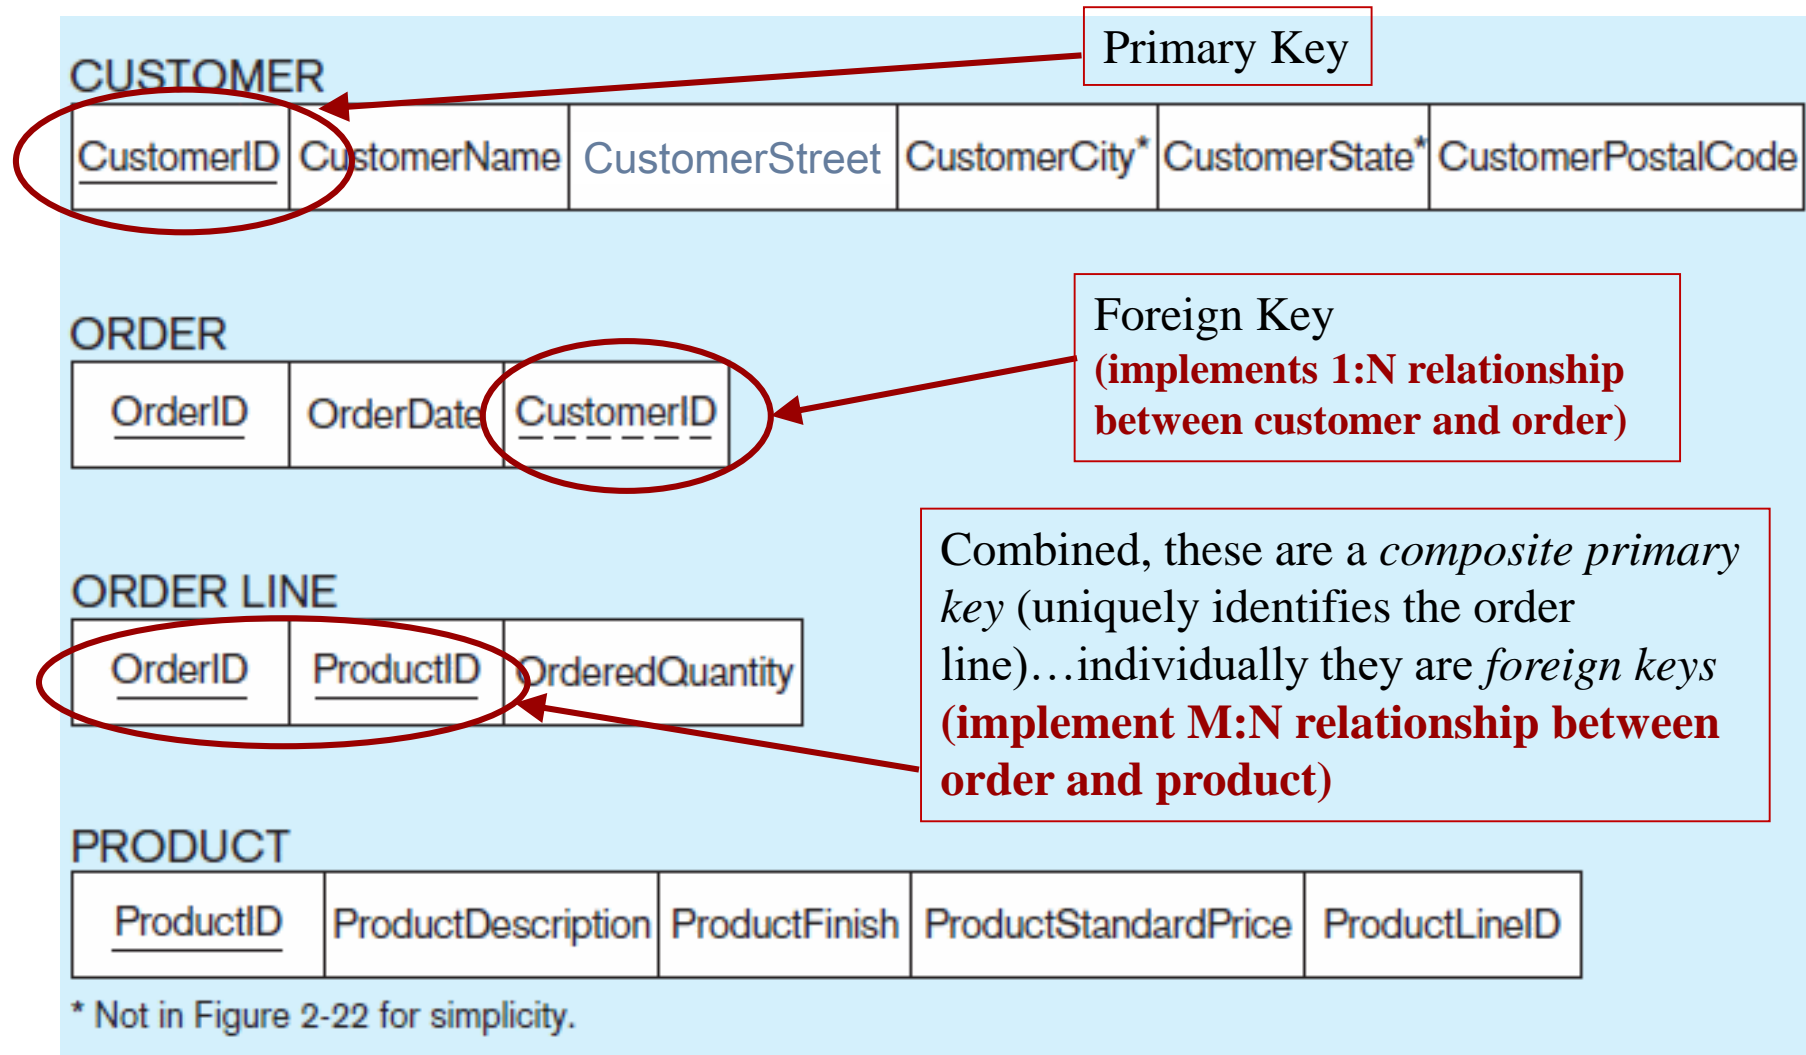 Primary Key
CUSTOMER
CustomerID CustomerName CustomerStreet CustomerCity* CustomerState* CustomerPostalCode
Foreign Key
(implements 1:N relationship
between customer and order)
ORDER
OrderID OrderDate CustomerID
Combined, these are a composite primary
key (uniquely identifies the order
line)…individually they are foreign keys
(implement M:N relationship between
order and product)
ORDER LINE
OrderID ProductID OrderedQuantity
PRODUCT
ProductID ProductDescription ProductFinish ProductStandardPrice ProductLineID
* Not in Figure 2-22 for simplicity.